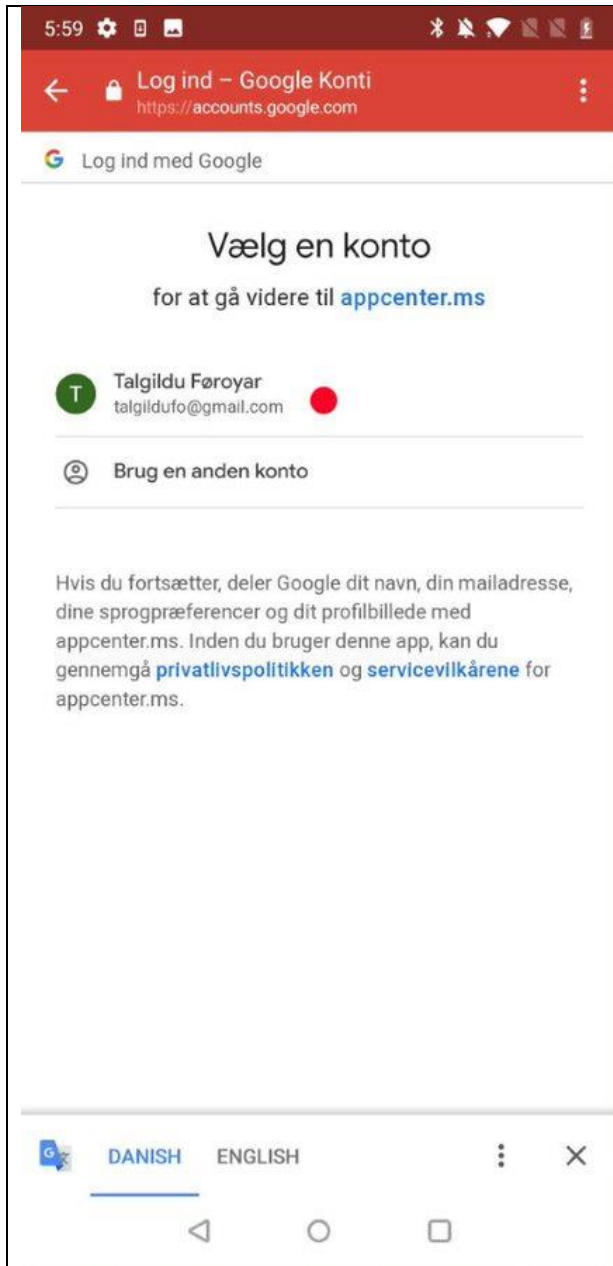 5:59
Log ind – Google Konti
https://accounts.google.com
Log ind med Google
Vælg en konto
for at gå videre til appcenter.ms
T
Talgildu Føroyar
talgildufo@gmail.com
Brug en anden konto
Hvis du fortsætter, deler Google dit navn, din mailadresse,
dine sprogpræferencer og dit profilbillede med
appcenter.ms. Inden du bruger denne app, kan du
gennemgå privatlivspolitikken og servicevilkårene for
appcenter.ms.
DANISH ENGLISH